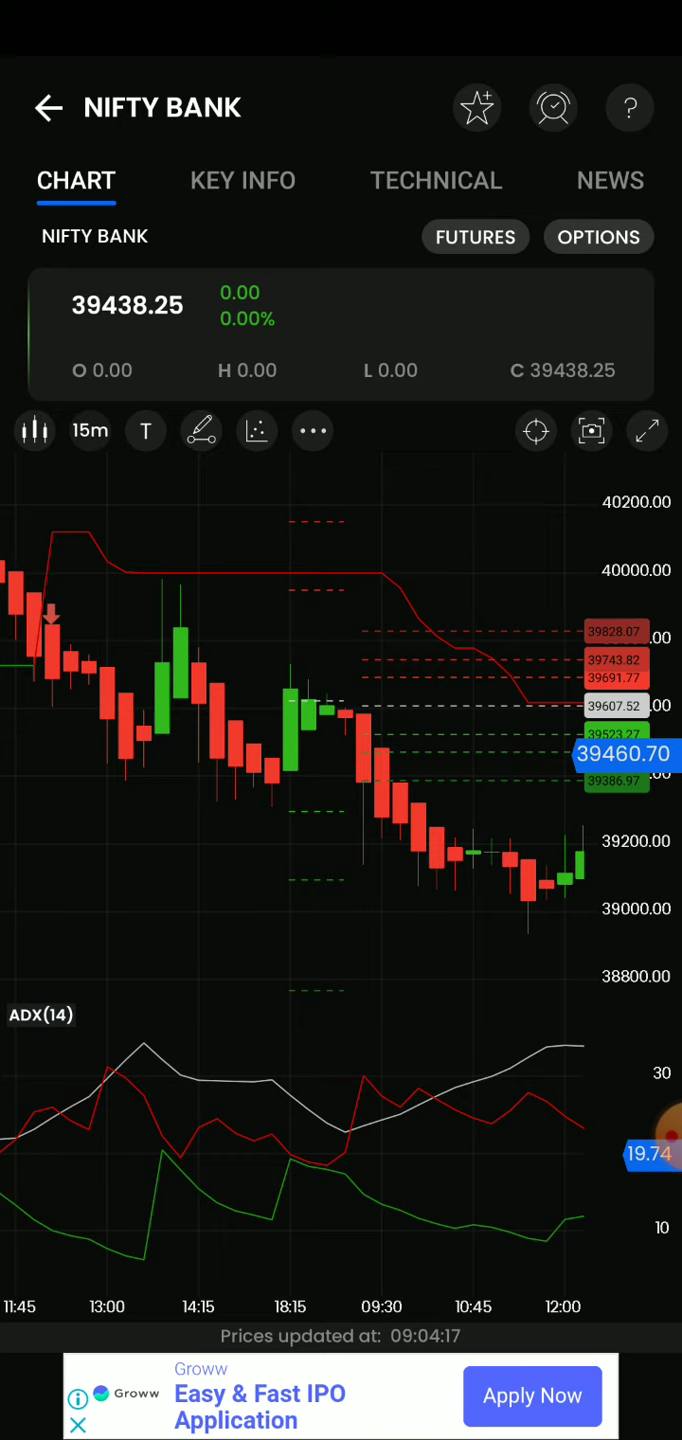 NIFTY BANK
?
CHART KEY INFO TECHNICAL NEWS
NIFTY BANK FUTURES OPTIONS
39438.25 0.00
0.00%
O 0.00 H 0.00 L 0.00 C 39438.25
15m T
40200.00
40000.00
39828.07 .00
39743.82
39691.77
39607.52 .00
39523.27
39460.70
39386.97
39200.00
39000.00
38800.00
ADX(14)
30
19.74
10
11:45 13:00 14:15 18:15 09:30 10:45 12:00
Prices updated at: 09:04:17
Groww
Groww Easy & Fast IPO
Application
Apply Now